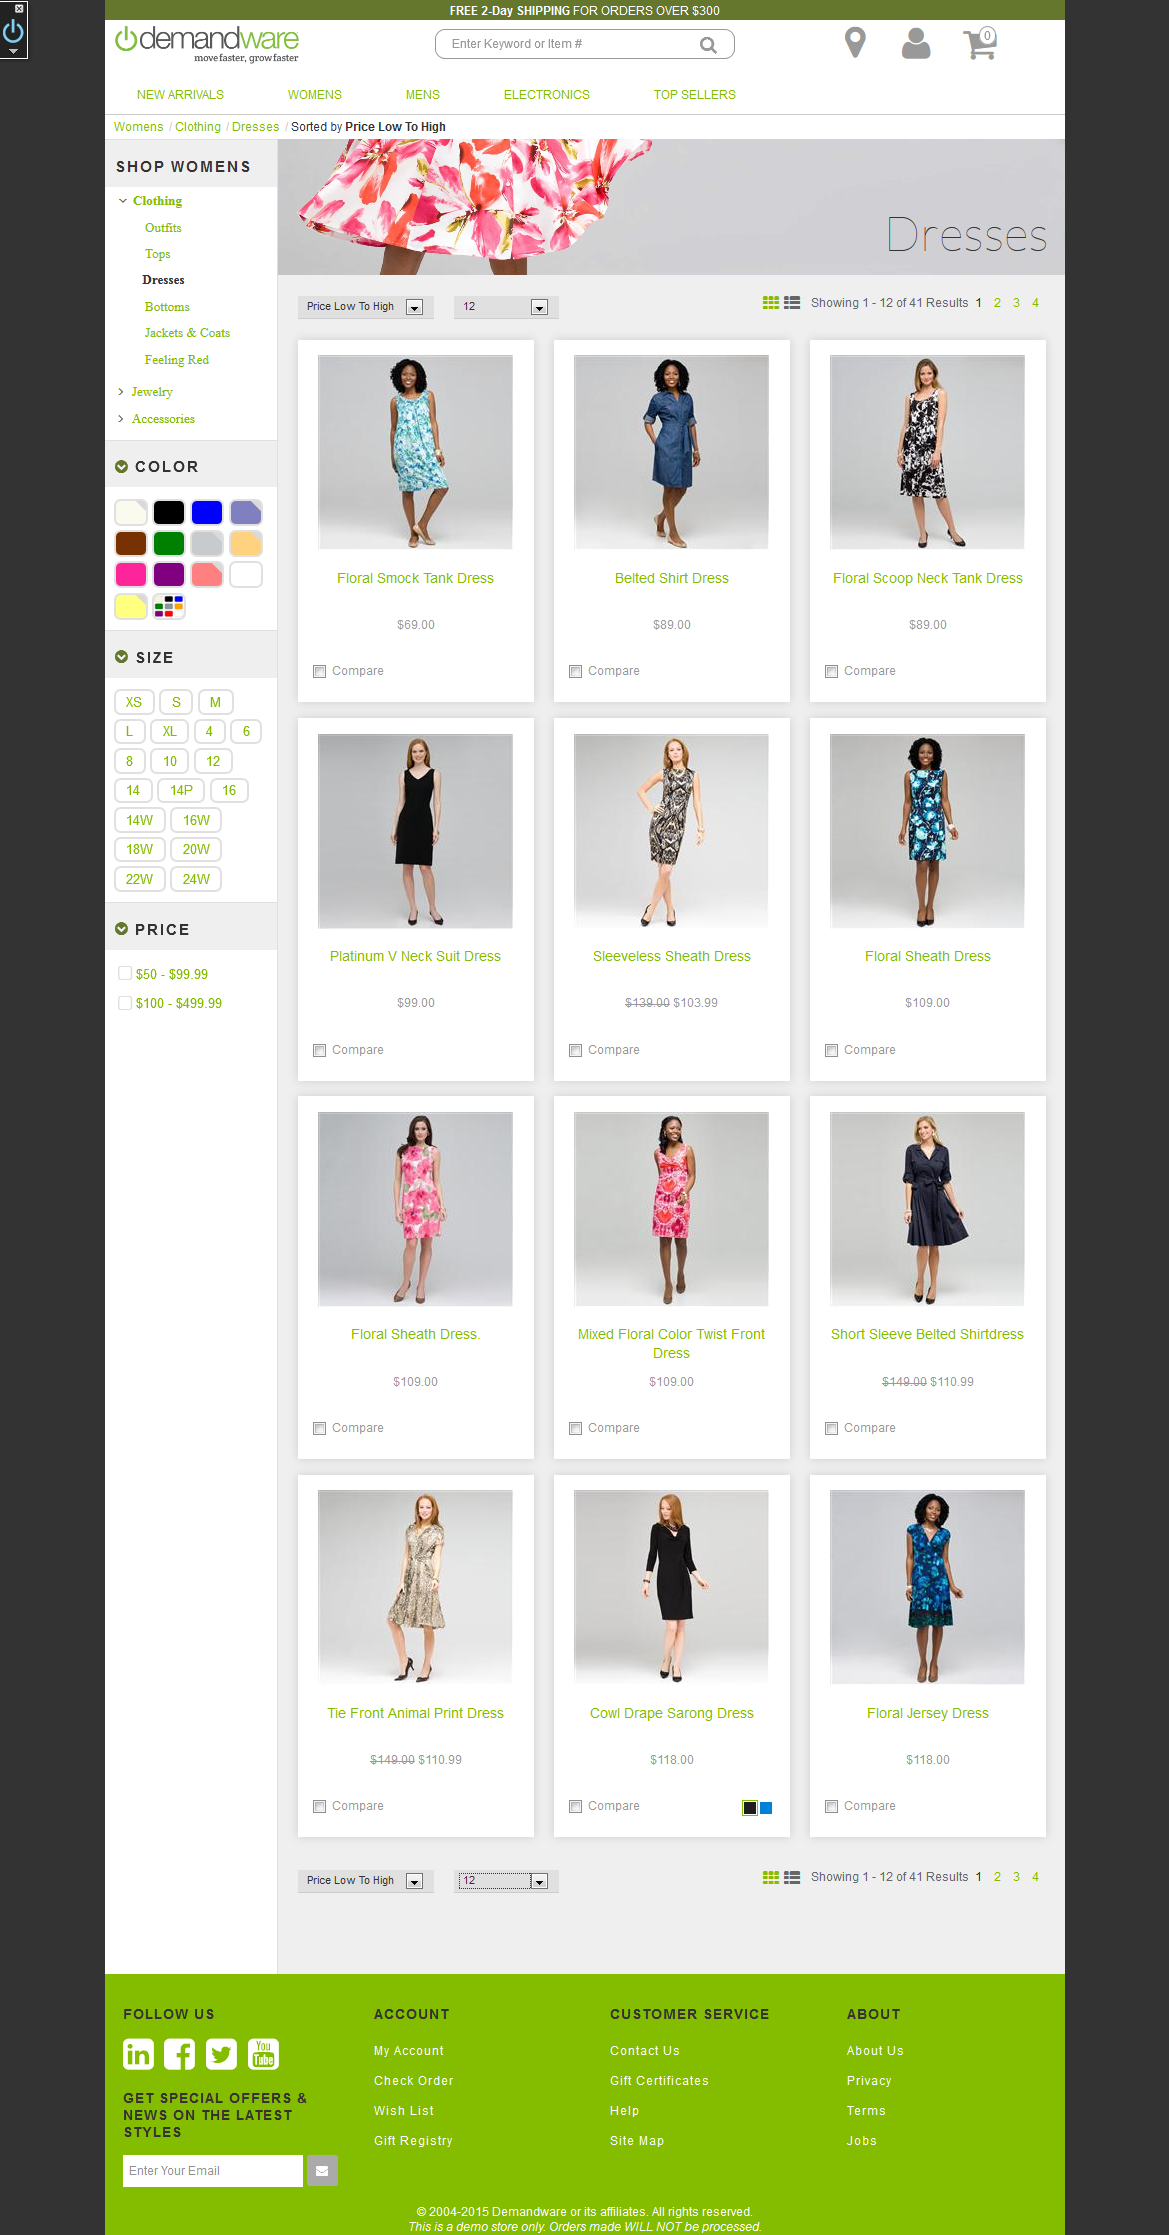 FREE 2-Day SHIPPING FOR ORDERS OVER $300
demandware
move faster, grow faster
Enter Keyword or Item #
0
NEW ARRIVALS WOMENS MENS ELECTRONICS TOP SELLERS
Womens / Clothing / Dresses / Sorted by Price Low To High
SHOP WOMENS
Clothing
Outfits
Tops
Dresses
Bottoms
Jackets & Coats
Feeling Red
Jewelry
Accessories
COLOR
SIZE
XS S M
L XL 4 6
8 10 12
14 14P 16
14W 16W
18W 20W
22W 24W
PRICE
$50 - $99.99
$100 - $499.99
Dresses
Price Low To High 12 Showing 1 - 12 of 41 Results 1 2 3 4
Floral Smock Tank Dress Belted Shirt Dress Floral Scoop Neck Tank Dress
$69.00 $89.00 $89.00
Compare Compare Compare
Platinum V Neck Suit Dress Sleeveless Sheath Dress Floral Sheath Dress
$99.00 $139.00 $103.99 $109.00
Compare Compare Compare
Floral Sheath Dress. Mixed Floral Color Twist Front Short Sleeve Belted Shirtdress
Dress
$109.00 $109.00 $149.00 $110.99
Compare Compare Compare
Tie Front Animal Print Dress Cowl Drape Sarong Dress Floral Jersey Dress
$149.00 $110.99 $118.00 $118.00
Compare Compare Compare
Price Low To High 12 Showing 1 - 12 of 41 Results 1 2 3 4
FOLLOW US
in f You Tube
GET SPECIAL OFFERS &
NEWS ON THE LATEST
STYLES
Enter Your Email
ACCOUNT
My Account
Check Order
Wish List
Gift Registry
CUSTOMER SERVICE
Contact Us
Gift Certificates
Help
Site Map
ABOUT
About Us
Privacy
Terms
Jobs
© 2004-2015 Demandware or its affiliates. All rights reserved.
This is a demo store only. Orders made WILL NOT be processed.